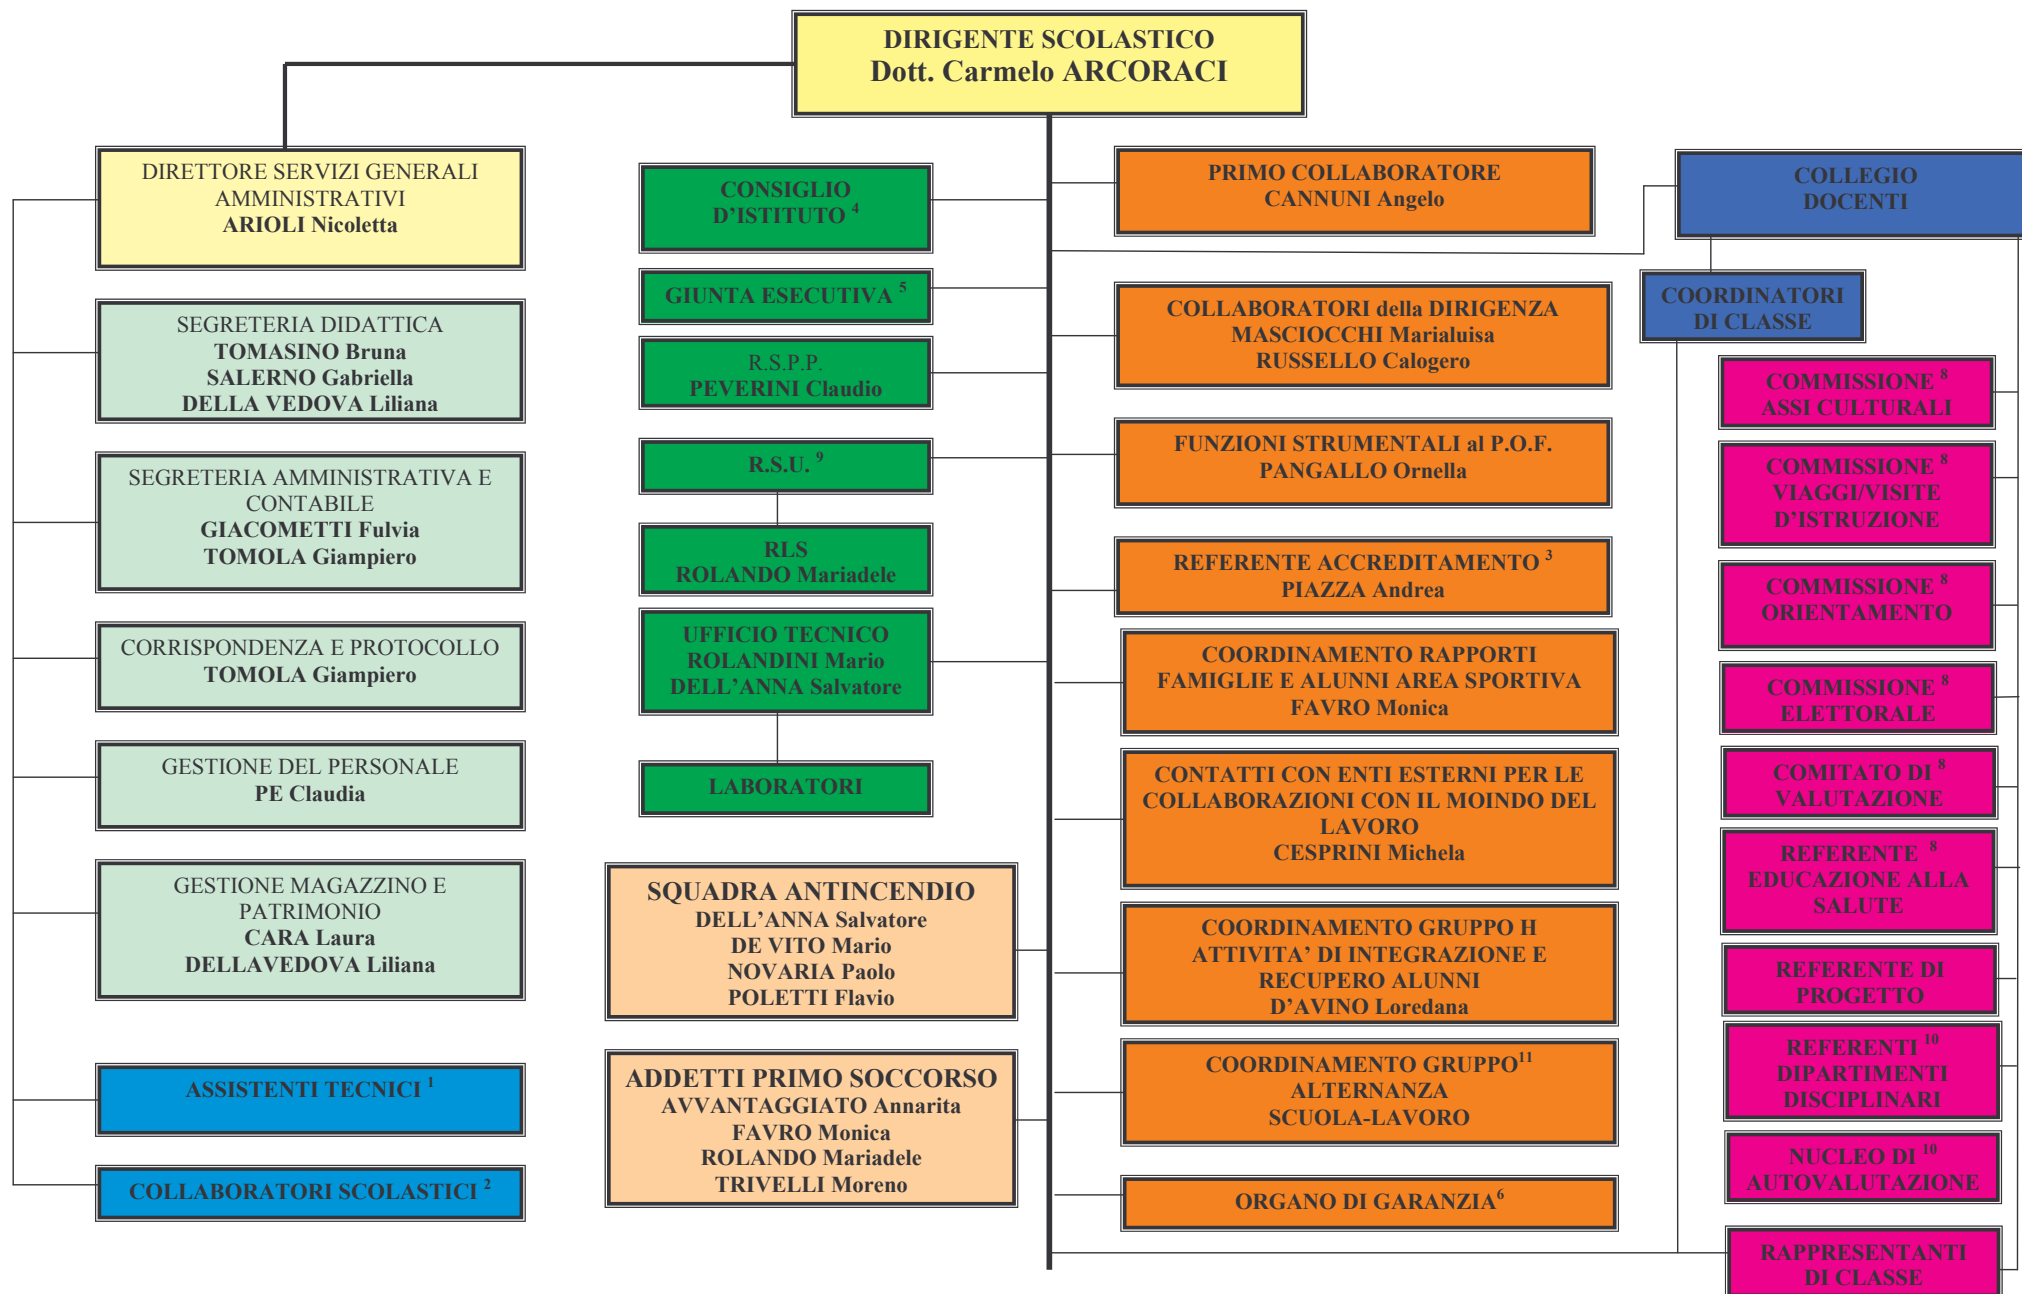 DIRIGENTE SCOLASTICO
Dott. Carmelo ARCORACI
DIRETTORE SERVIZI GENERALI
AMMINISTRATIVI
ARIOLI Nicoletta
SEGRETERIA DIDATTICA
TOMASINO Bruna
SALERNO Gabriella
DELLA VEDOVA Liliana
SEGRETERIA AMMINISTRATIVA E
CONTABILE
GIACOMETTI Fulvia
TOMOLA Giampiero
CORRISPONDENZA E PROTOCOLLO
TOMOLA Giampiero
GESTIONE DEL PERSONALE
PE Claudia
GESTIONE MAGAZZINO E
PATRIMONIO
CARA Laura
DELLAVEDOVA Liliana
ASSISTENTI TECNICI 1
COLLABORATORI SCOLASTICI 2
CONSIGLIO
D'ISTITUTO 4
GIUNTA ESECUTIVA 5
R.S.P.P.
PEVERINI Claudio
R.S.U. 9
RLS
ROLANDO Mariadele
UFFICIO TECNICO
ROLANDINI Mario
DELL'ANNA Salvatore
LABORATORI
SQUADRA ANTINCENDIO
DELL'ANNA Salvatore
DE VITO Mario
NOVARIA Paolo
POLETTI Flavio
ADDETTI PRIMO SOCCORSO
AVVANTAGGIATO Annarita
FAVRO Monica
ROLANDO Mariadele
TRIVELLI Moreno
PRIMO COLLABORATORE
CANNUNI Angelo
COLLABORATORI della DIRIGENZA
MASCIOCCHI Marialuisa
RUSSELLO Calogero
FUNZIONI STRUMENTALI al P.O.F.
PANGALLO Ornella
REFERENTE ACCREDITAMENTO 3
PIAZZA Andrea
COORDINAMENTO RAPPORTI
FAMIGLIE E ALUNNI AREA SPORTIVA
FAVRO Monica
CONTATTI CON ENTI ESTERNI PER LE
COLLABORAZIONI CON IL MOINDO DEL
LAVORO
CESPRINI Michela
COORDINAMENTO GRUPPO H
ATTIVITA' DI INTEGRAZIONE E
RECUPERO ALUNNI
D'AVINO Loredana
COORDINAMENTO GRUPPO11
ALTERNANZA
SCUOLA-LAVORO
ORGANO DI GARANZIA6
COLLEGIO
DOCENTI
COORDINATORI
DI CLASSE
COMMISSIONE 8
ASSI CULTURALI
COMMISSIONE 8
VIAGGI/VISITE
D'ISTRUZIONE
COMMISSIONE 8
ORIENTAMENTO
COMMISSIONE 8
ELETTORALE
COMITATO DI 8
VALUTAZIONE
REFERENTE 8
EDUCAZIONE ALLA
SALUTE
REFERENTE DI
PROGETTO
REFERENTI 10
DIPARTIMENTI
DISCIPLINARI
NUCLEO DI 10
AUTOVALUTAZIONE
RAPPRESENTANTI
DI CLASSE